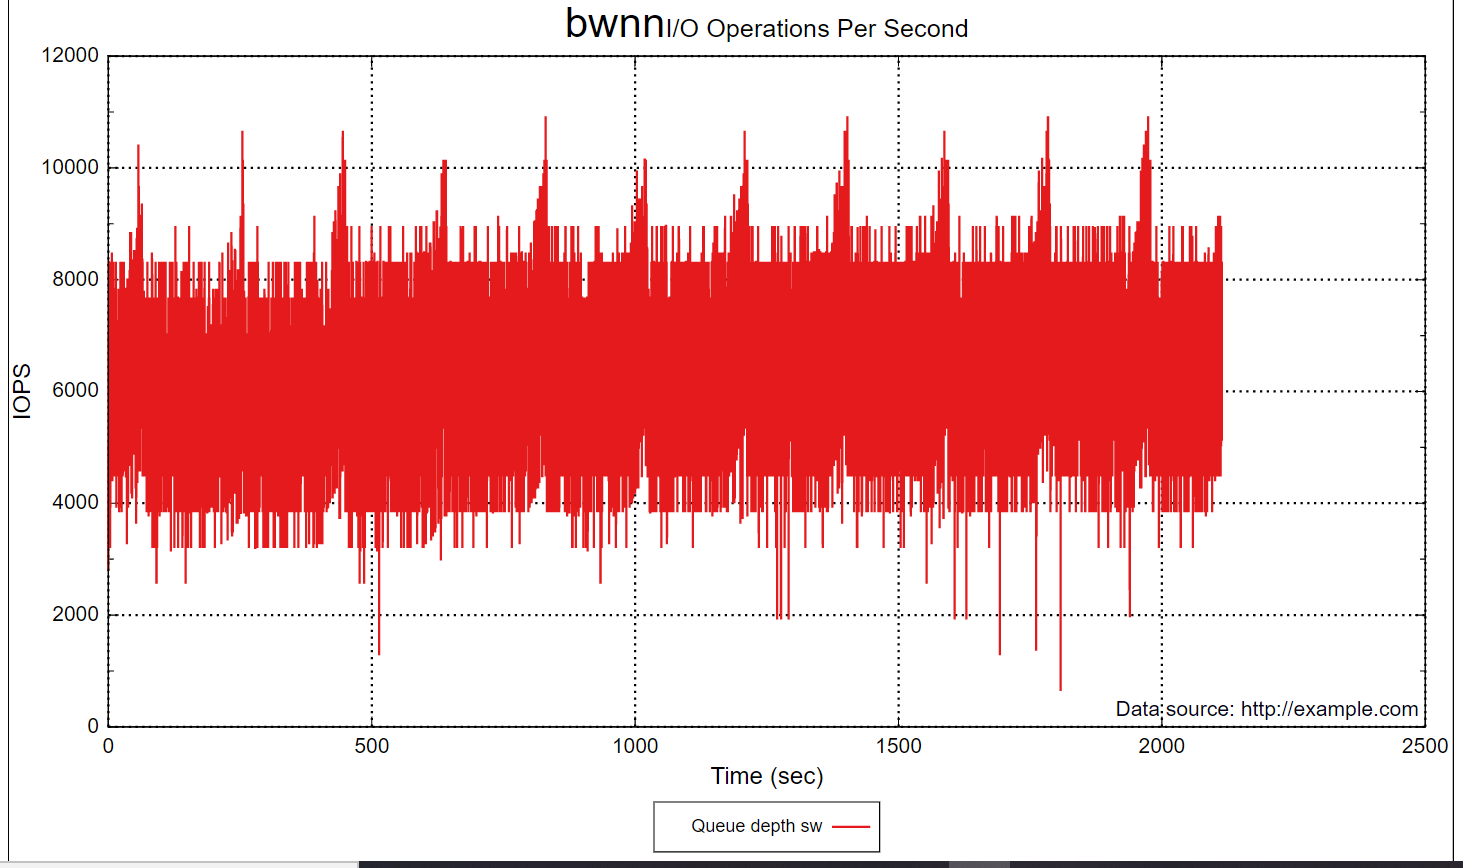 bwnnI/O Operations Per Second
12000
10000
8000
6000
4000
2000
0
IOPS
Data source: http://example.com
0 500 1000 1500 2000 2500
Time (sec)
Queue depth sw